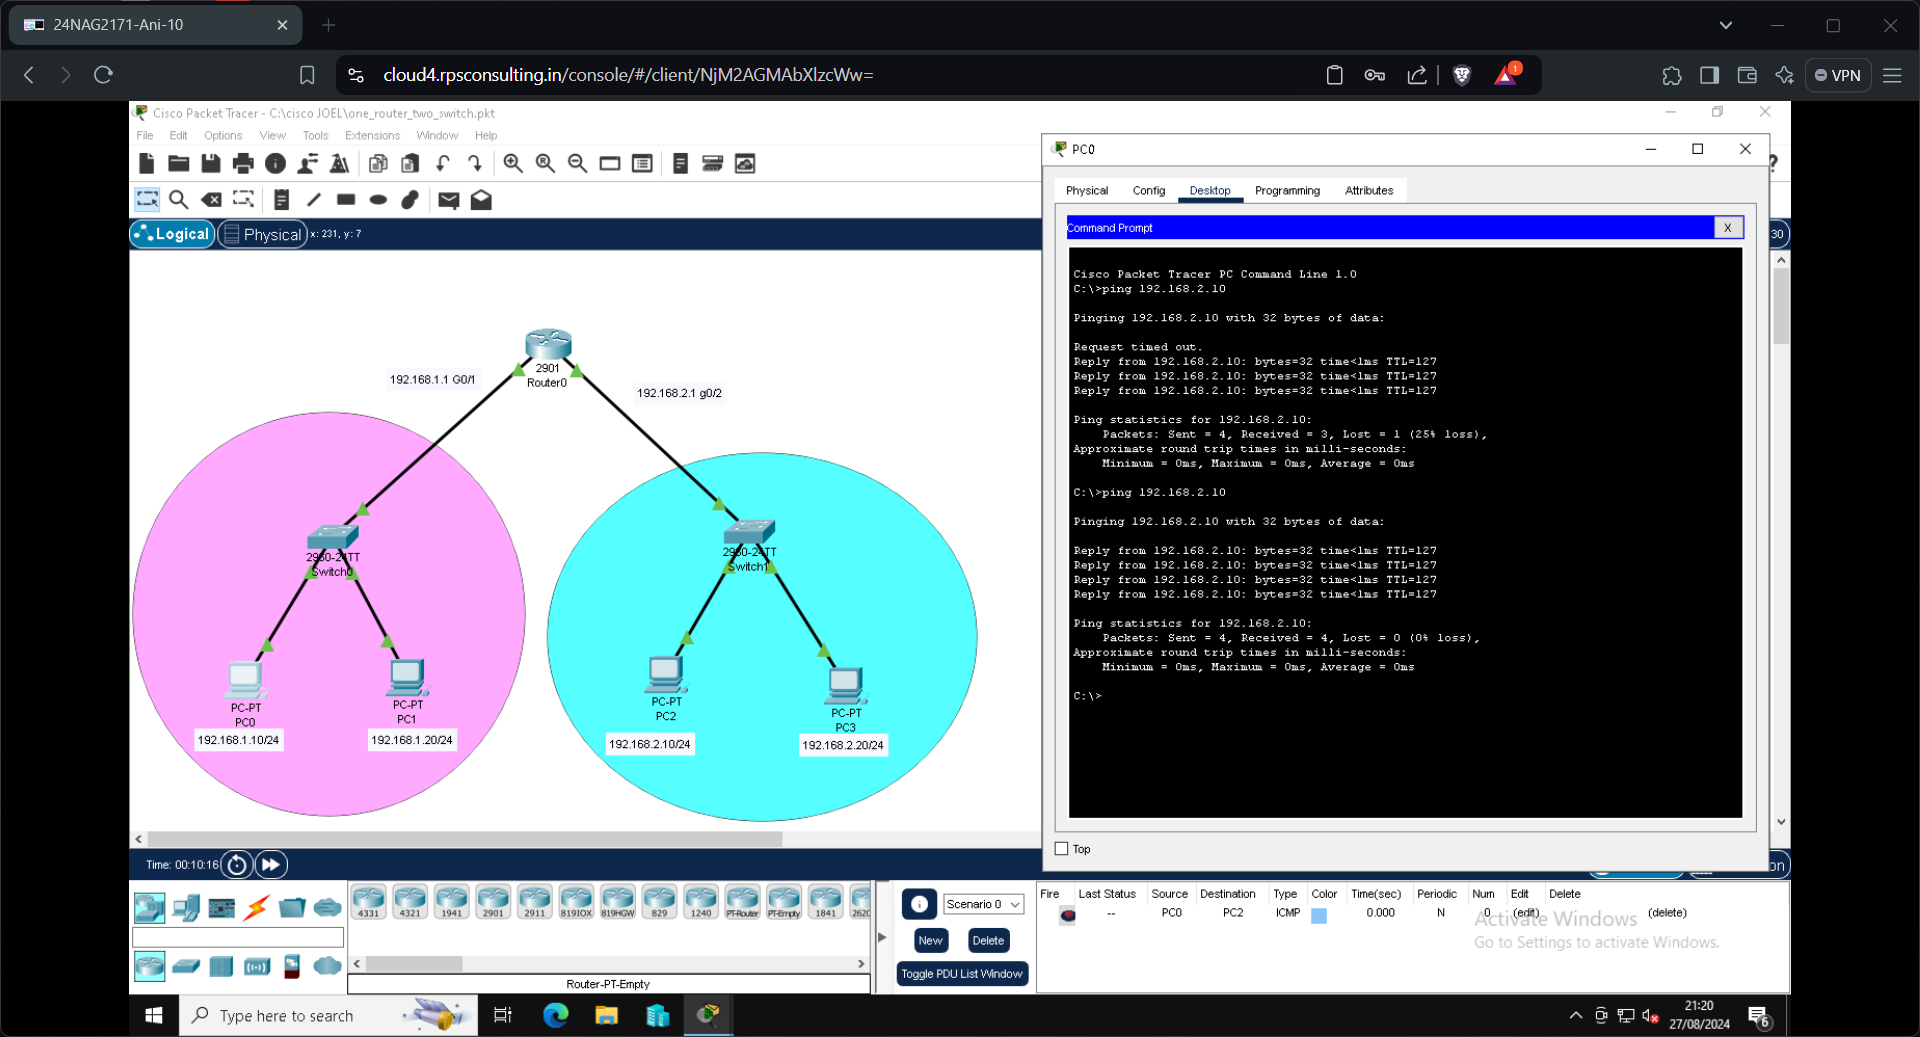 24NAG2171-Ani-10
cloud4.rpsconsulting.in/console/#/client/NjM2AGMAbXlzcWw=
1
VPN
Cisco Packet Tracer - C:\cisco JOEL\one_router_two_switch.pkt
File Edit Options View Tools Extensions Window Help
Logical Physical x: 231, y: 7
30
2901
Router0
192.168.1.1 G0/1
192.168.2.1 g0/2
2960-24TT
Switch0
2960-24TT
Switch1
PC-PT
PC0
192.168.1.10/24
PC-PT
PC1
192.168.1.20/24
PC-PT
PC2
192.168.2.10/24
PC-PT
PC3
192.168.2.20/24
PC0
Physical Config Desktop Programming Attributes
Command Prompt
X
Cisco Packet Tracer PC Command Line 1.0
C:\>ping 192.168.2.10
Pinging 192.168.2.10 with 32 bytes of data:
Request timed out.
Reply from 192.168.2.10: bytes=32 time<1ms TTL=127
Reply from 192.168.2.10: bytes=32 time<1ms TTL=127
Reply from 192.168.2.10: bytes=32 time<1ms TTL=127
Ping statistics for 192.168.2.10:
Packets: Sent = 4, Received = 3, Lost = 1 (25% loss),
Approximate round trip times in milli-seconds:
Minimum = 0ms, Maximum = 0ms, Average = 0ms
C:\>ping 192.168.2.10
Pinging 192.168.2.10 with 32 bytes of data:
Reply from 192.168.2.10: bytes=32 time<1ms TTL=127
Reply from 192.168.2.10: bytes=32 time<1ms TTL=127
Reply from 192.168.2.10: bytes=32 time<1ms TTL=127
Reply from 192.168.2.10: bytes=32 time<1ms TTL=127
Ping statistics for 192.168.2.10:
Packets: Sent = 4, Received = 4, Lost = 0 (0% loss),
Approximate round trip times in milli-seconds:
Minimum = 0ms, Maximum = 0ms, Average = 0ms
C:\>
Top
Time: 00:10:16
on
4331 4321 1941 2901 2911 819IOX 819HGW 829 1240 PT-Router PT-Empty 1841 2620
Router-PT-Empty
Scenario 0
New Delete
Toggle PDU List Window
Fire Last Status Source Destination Type Color Time(sec) Periodic Num Edit Delete
-- PC0 PC2 ICMP 0.000 N 0 (edit) (delete)
Activate Windows
Go to Settings to activate Windows.
Type here to search
21:20
27/08/2024
6